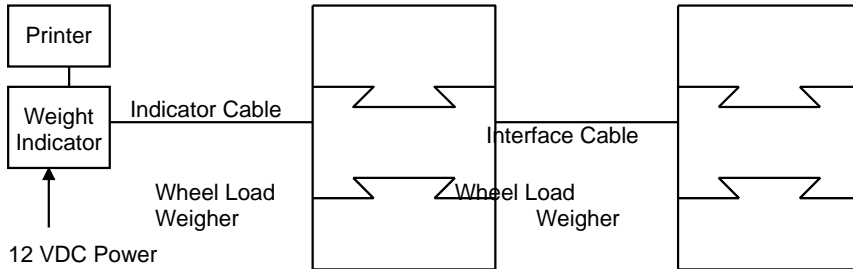 Printer
Weight
Indicator
Indicator Cable
Interface Cable
Wheel Load
Weigher
Wheel Load
Weigher
12 VDC Power